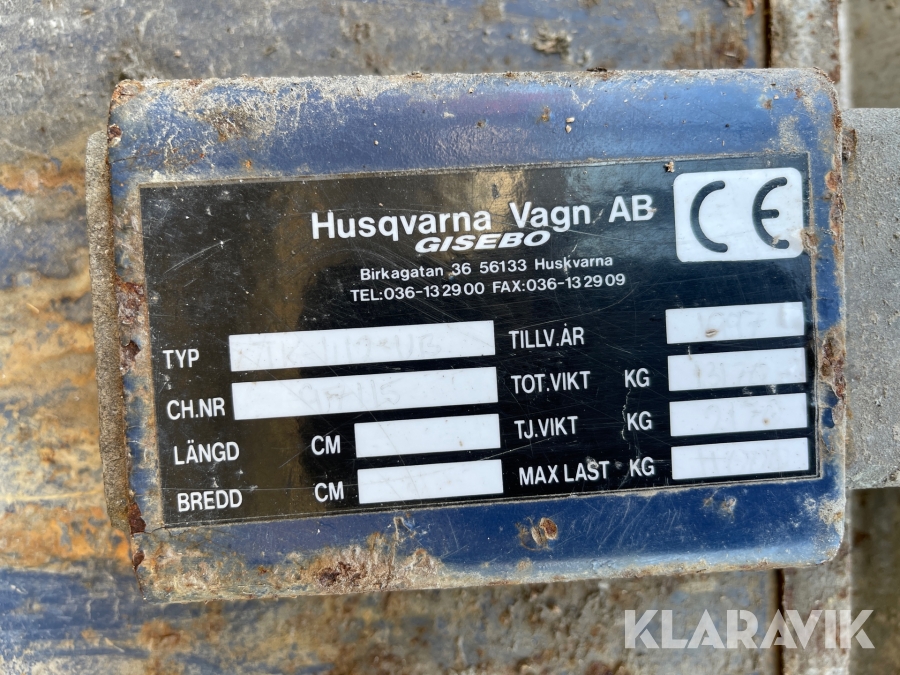 Husqvarna Vagn AB
GISEBO
CE
Birkagatan 36 56133 Huskvarna
TEL:036-132900 FAX:036-132909
TYP
CH.NR
LÄNGD CM
BREDD CM
TILLV.ÅR
TOT.VIKT KG
TJ.VIKT KG
MAX LAST KG
KLARAVIK